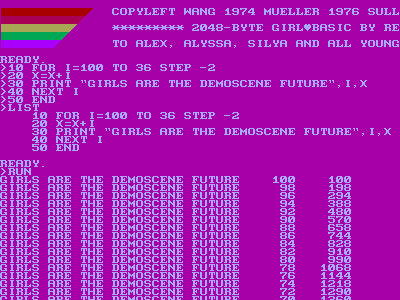 COPYLEFT WANG 1974 MUELLER 1976 SULL
********* 2048-BYTE GIRL♥BASIC BY RE
TO ALEX, ALYSSA, SILVA AND ALL YOUNG
READY.
>10 FOR I=100 TO 36 STEP -2
>20 X=X+I
>30 PRINT "GIRLS ARE THE DEMOSCENE FUTURE",I,X
>40 NEXT I
>50 END
>LIST
10 FOR I=100 TO 36 STEP -2
20 X=X+I
30 PRINT "GIRLS ARE THE DEMOSCENE FUTURE",I,X
40 NEXT I
50 END
READY.
>RUN
GIRLS ARE THE DEMOSCENE FUTURE 100 100
GIRLS ARE THE DEMOSCENE FUTURE 98 198
GIRLS ARE THE DEMOSCENE FUTURE 96 294
GIRLS ARE THE DEMOSCENE FUTURE 94 388
GIRLS ARE THE DEMOSCENE FUTURE 92 480
GIRLS ARE THE DEMOSCENE FUTURE 90 570
GIRLS ARE THE DEMOSCENE FUTURE 88 658
GIRLS ARE THE DEMOSCENE FUTURE 86 744
GIRLS ARE THE DEMOSCENE FUTURE 84 828
GIRLS ARE THE DEMOSCENE FUTURE 82 910
GIRLS ARE THE DEMOSCENE FUTURE 80 990
GIRLS ARE THE DEMOSCENE FUTURE 78 1068
GIRLS ARE THE DEMOSCENE FUTURE 76 1144
GIRLS ARE THE DEMOSCENE FUTURE 74 1218
GIRLS ARE THE DEMOSCENE FUTURE 72 1290
GIRLS ARE THE DEMOSCENE FUTURE 70 1360